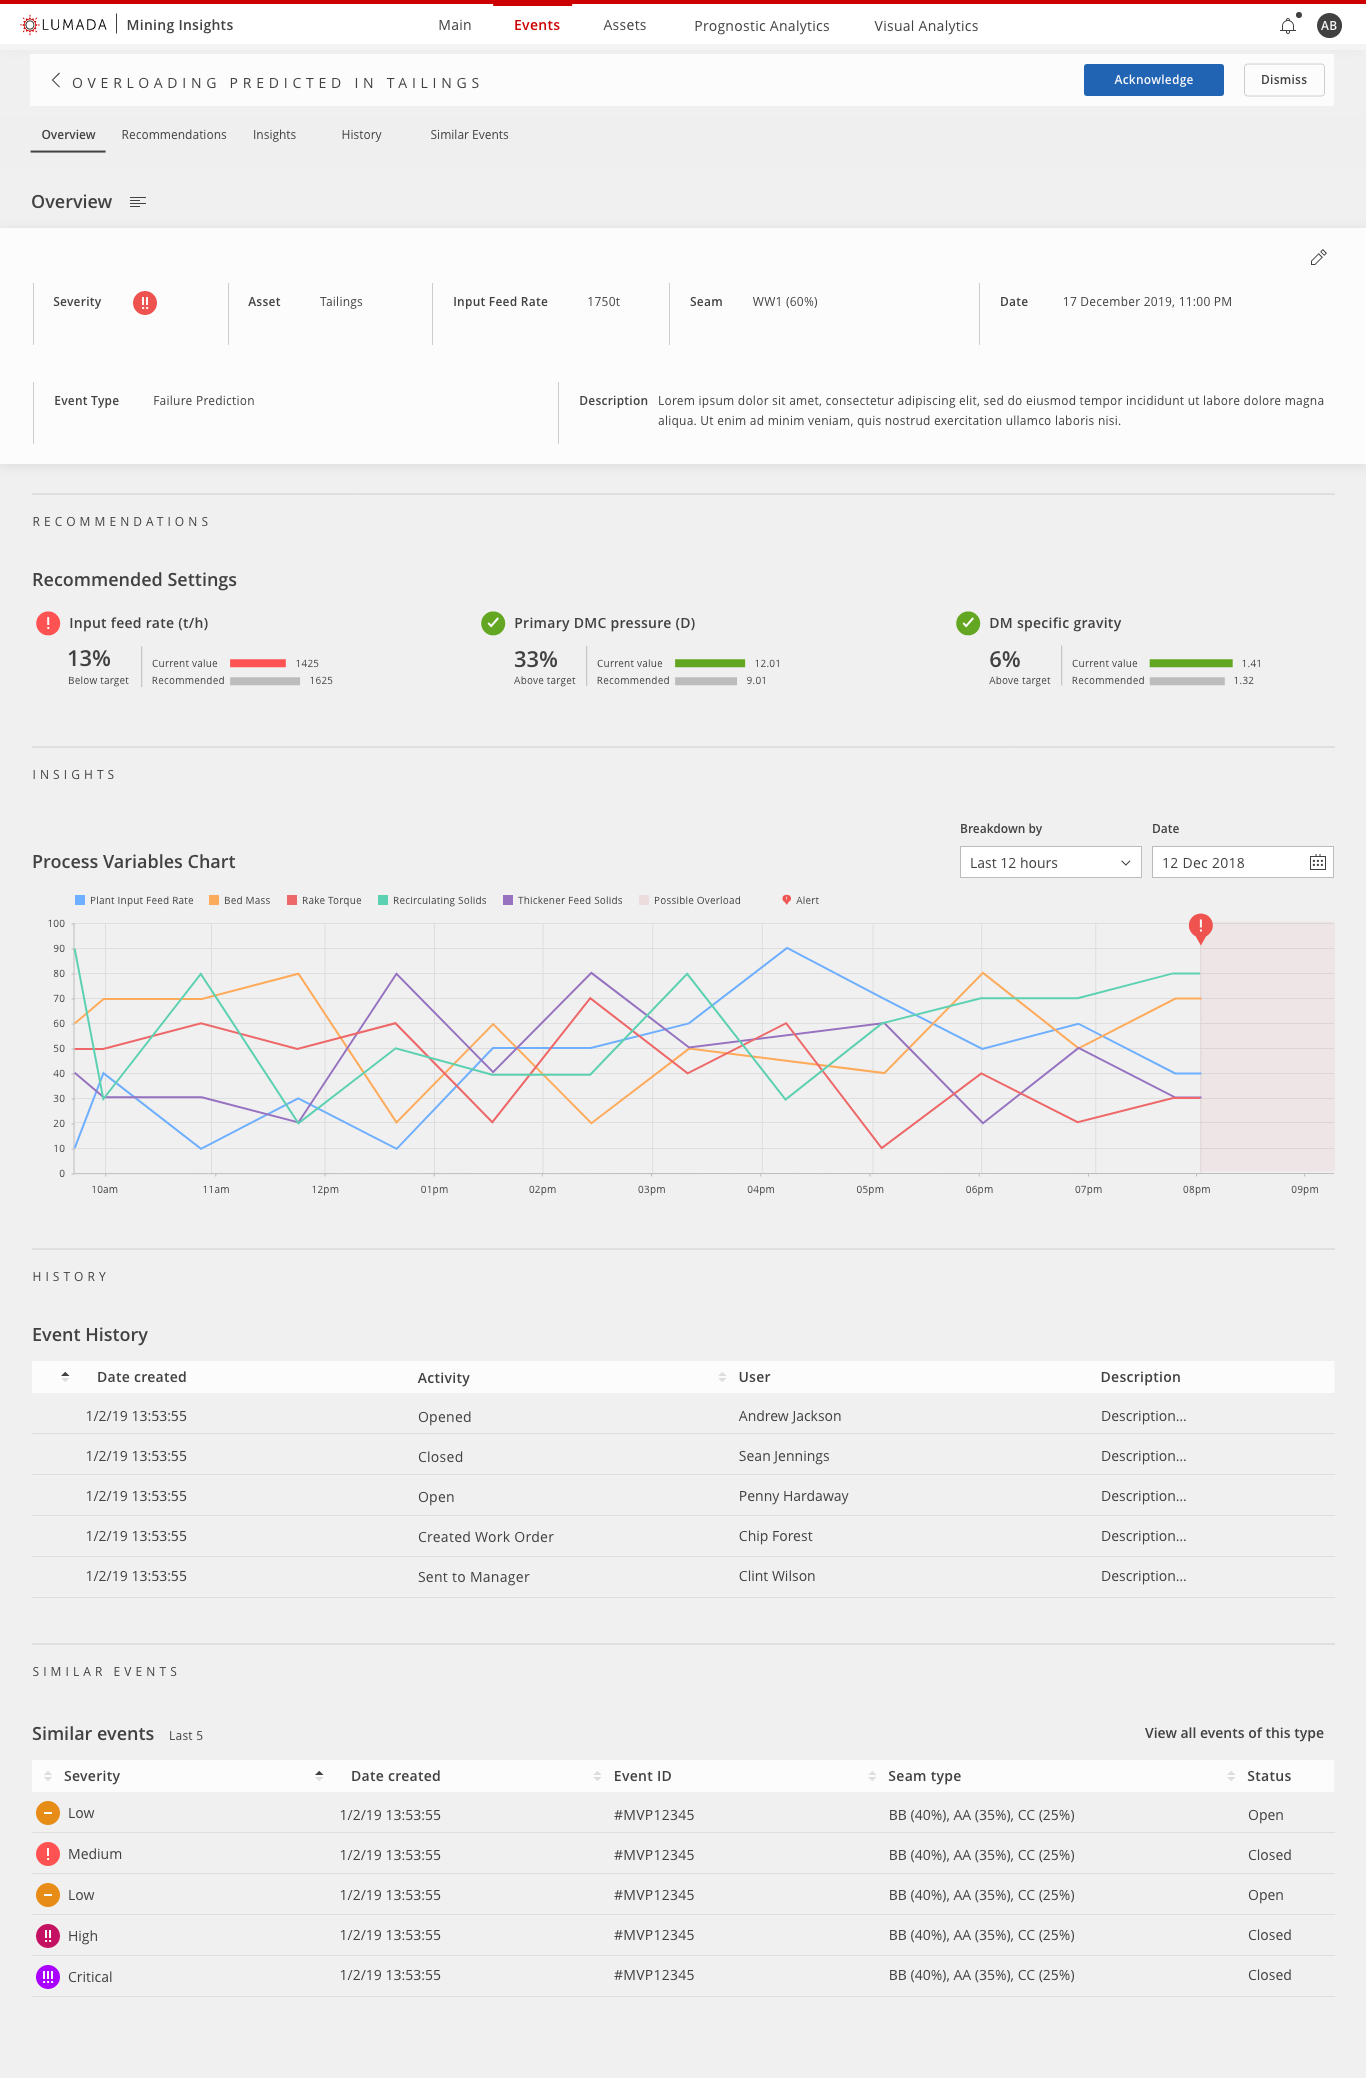 LUMADA Mining Insights Main Events Assets Prognostic Analytics Visual Analytics AB
OVERLOADING PREDICTED IN TAILINGS Acknowledge Dismiss
Overview Recommendations Insights History Similar Events
Overview
Severity !! Asset Tailings Input Feed Rate 1750t Seam WW1 (60%) Date 17 December 2019, 11:00 PM
Event Type Failure Prediction Description Lorem ipsum dolor sit amet, consectetur adipiscing elit, sed do eiusmod tempor incididunt ut labore dolore magna
aliqua. Ut enim ad minim veniam, quis nostrud exercitation ullamco laboris nisi.
RECOMMENDATIONS
Recommended Settings
! Input feed rate (t/h) Primary DMC pressure (D) DM specific gravity
13% Current value 1425 33% Current value 12.01 6% Current value 1.41
Below target Recommended 1625 Above target Recommended 9.01 Above target Recommended 1.32
INSIGHTS
Breakdown by Date
Process Variables Chart Last 12 hours 12 Dec 2018
Plant Input Feed Rate Bed Mass Rake Torque Recirculating Solids Thickener Feed Solids Possible Overload Alert
100
!
90
80
70
60
50
40
30
20
10
0
10am 11am 12pm 01pm 02pm 03pm 04pm 05pm 06pm 07pm 08pm 09pm
HISTORY
Event History
Date created Activity User Description
1/2/19 13:53:55 Opened Andrew Jackson Description...
1/2/19 13:53:55 Closed Sean Jennings Description...
1/2/19 13:53:55 Open Penny Hardaway Description...
1/2/19 13:53:55 Created Work Order Chip Forest Description...
1/2/19 13:53:55 Sent to Manager Clint Wilson Description...
SIMILAR EVENTS
Similar events Last 5 View all events of this type
Severity Date created Event ID Seam type Status
Low 1/2/19 13:53:55 #MVP12345 BB (40%), AA (35%), CC (25%) Open
! Medium 1/2/19 13:53:55 #MVP12345 BB (40%), AA (35%), CC (25%) Closed
Low 1/2/19 13:53:55 #MVP12345 BB (40%), AA (35%), CC (25%) Open
!! High 1/2/19 13:53:55 #MVP12345 BB (40%), AA (35%), CC (25%) Closed
!!! Critical 1/2/19 13:53:55 #MVP12345 BB (40%), AA (35%), CC (25%) Closed